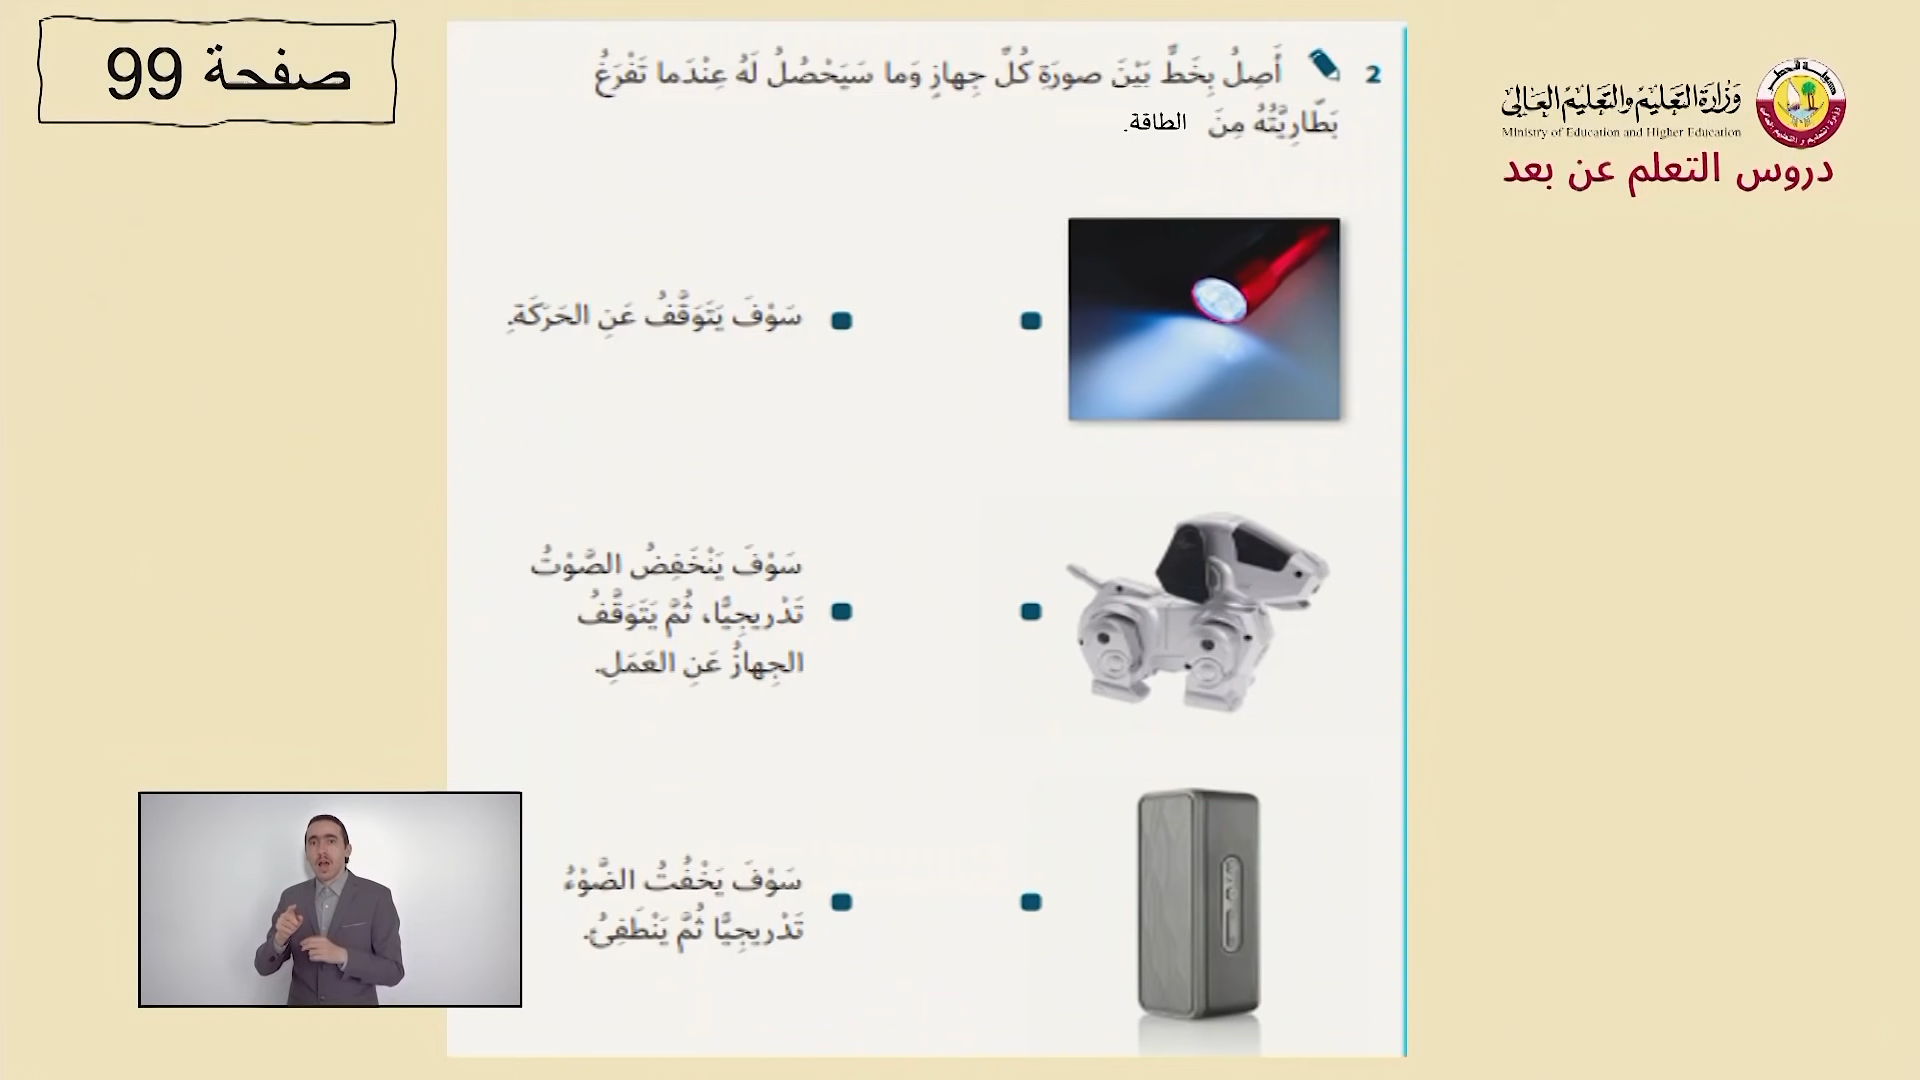 صفحة 99
وزارة التعليم والتعليم العالي
Ministry of Education and Higher Education
دروس التعلم عن بعد
2 أَصِلُ بِخَطٍّ بَيْنَ صورَةِ كُلِّ جِهازٍ وَما سَيَحْصُلُ لَهُ عِنْدَما تَفْرَغُ
بَطّارِيَّتُهُ مِنَ الطاقة.
سَوْفَ يَتَوَقَّفُ عَنِ الحَرَكَةِ.
سَوْفَ يَنْخَفِضُ الصَّوْتُ
تَدْريجِيًّا، ثُمَّ يَتَوَقَّفُ
الجِهازُ عَنِ العَمَلِ.
سَوْفَ يَخْفُتُ الضَّوْءُ
تَدْريجِيًّا ثُمَّ يَنْطَفِئُ.